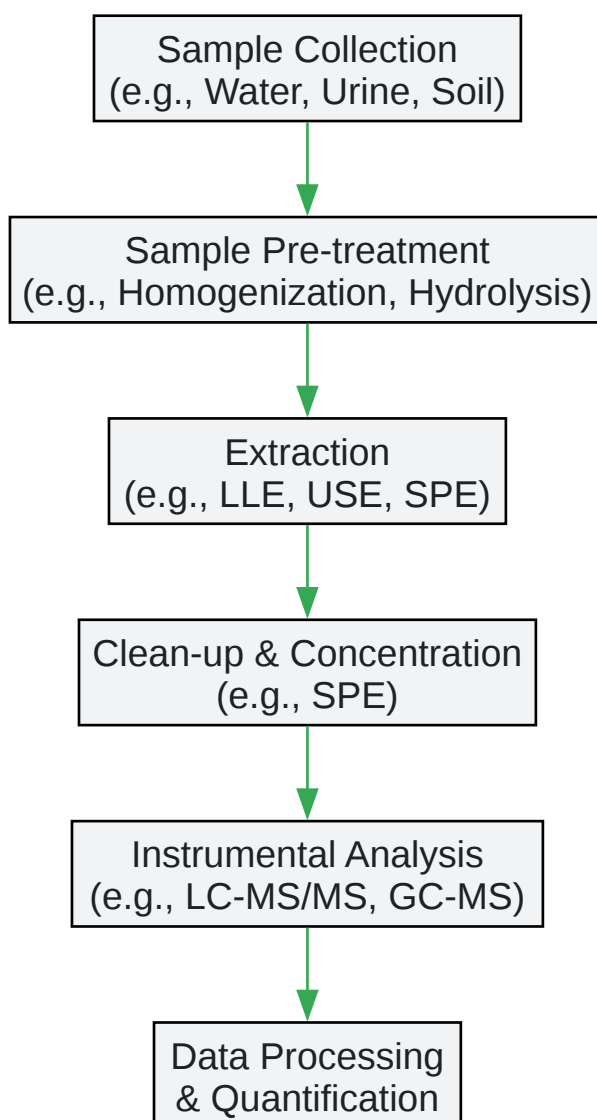 Sample Collection
(e.g., Water, Urine, Soil)
Sample Pre-treatment
(e.g., Homogenization, Hydrolysis)
Extraction
(e.g., LLE, USE, SPE)
Clean-up & Concentration
(e.g., SPE)
Instrumental Analysis
(e.g., LC-MS/MS, GC-MS)
Data Processing
& Quantification